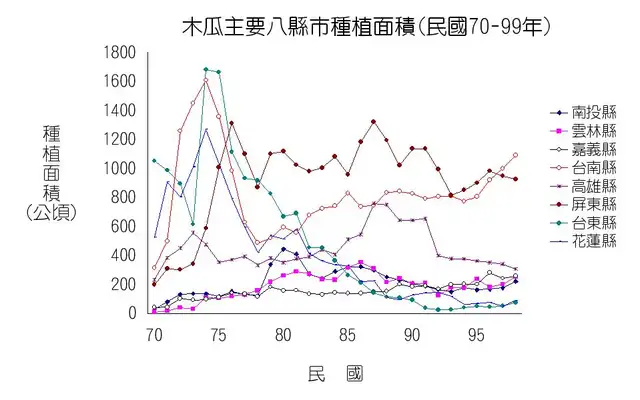 木瓜主要八縣市種植面積(民國70-99年)
1800
1600
1400
1200
1000
800
600
400
200
0
種植面積(公頃)
70
75
80
85
90
95
民 國
南投縣
雲林縣
嘉義縣
台南縣
高雄縣
屏東縣
台東縣
花蓮縣